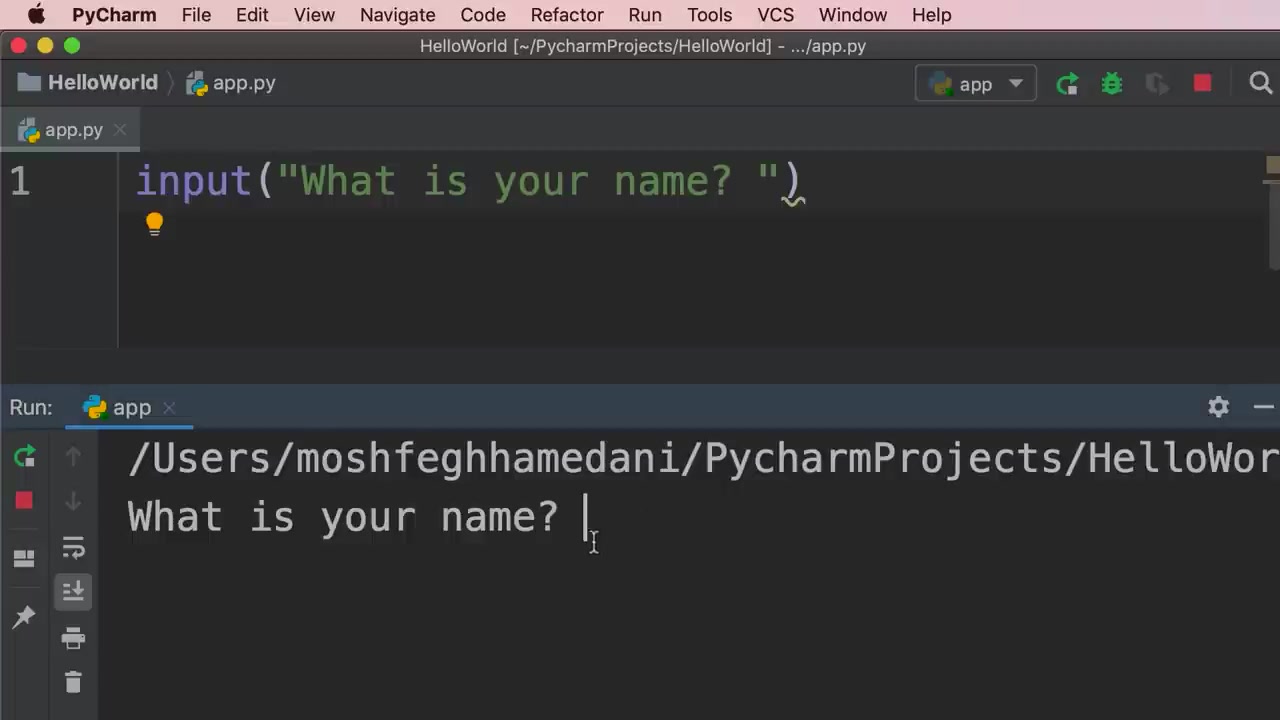 PyCharm File Edit View Navigate Code Refactor Run Tools VCS Window Help
HelloWorld [~/PycharmProjects/HelloWorld] - .../app.py
HelloWorld app.py app
app.py
1 input("What is your name? ")
Run: app
/Users/moshfeghhamedani/PycharmProjects/HelloWor
What is your name?